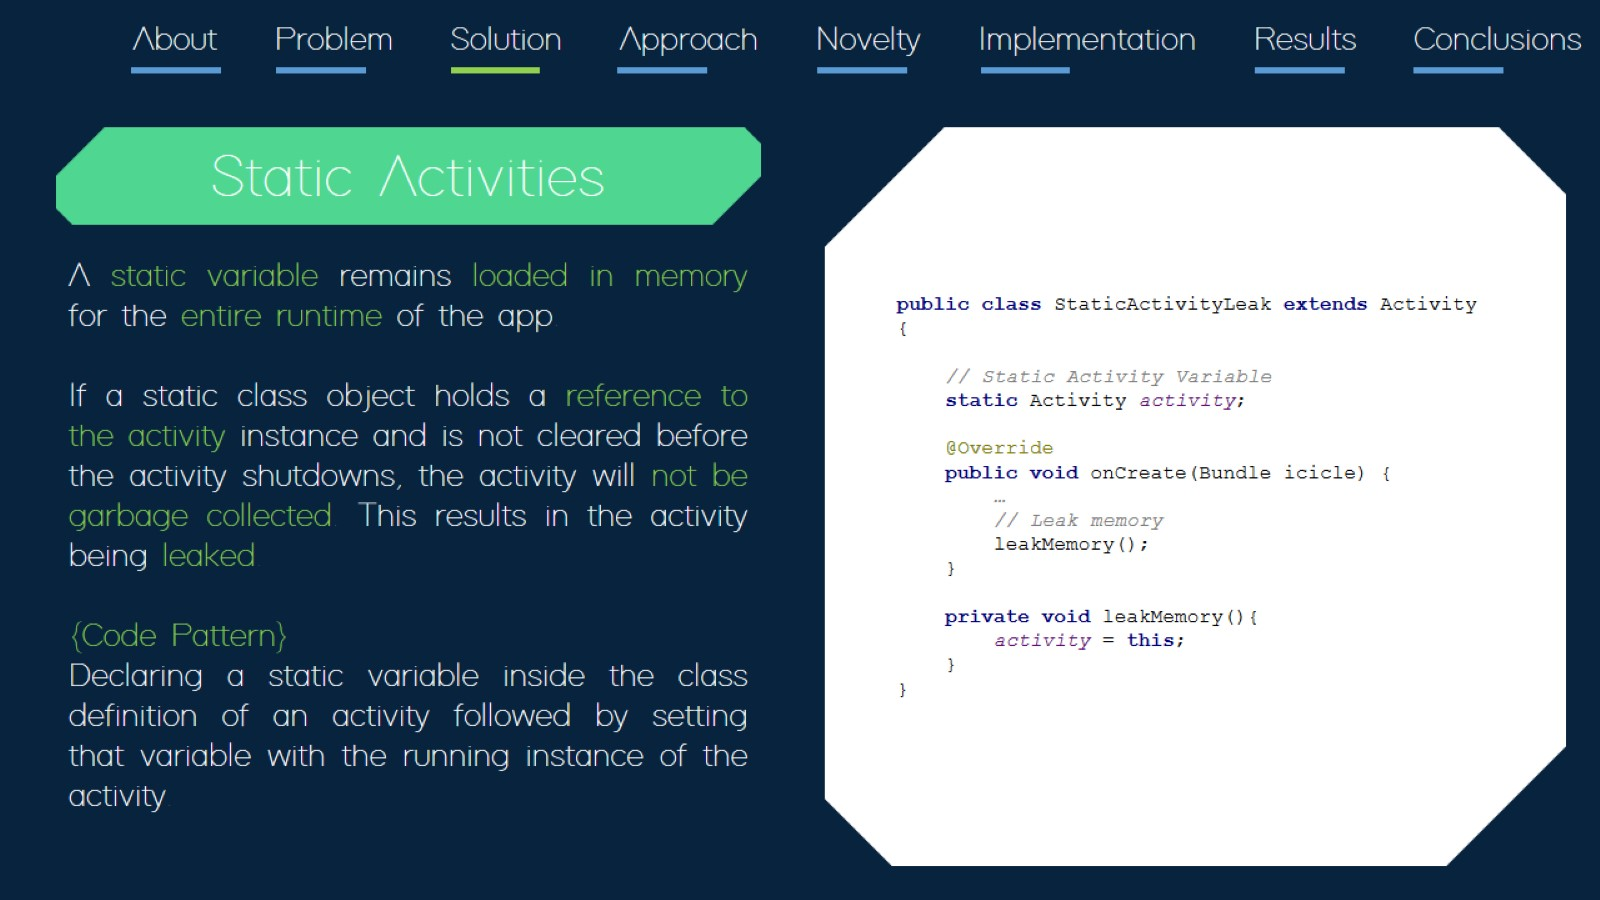 About Problem Solution Approach Novelty Implementation Results Conclusions
Static Activities
A static variable remains loaded in memory
for the entire runtime of the app.
If a static class object holds a reference to
the activity instance and is not cleared before
the activity shutdowns, the activity will not be
garbage collected. This results in the activity
being leaked.
{Code Pattern}
Declaring a static variable inside the class
definition of an activity followed by setting
that variable with the running instance of the
activity.
public class StaticActivityLeak extends Activity
{
// Static Activity Variable
static Activity activity;
@Override
public void onCreate(Bundle icicle) {
…
// Leak memory
leakMemory();
}
private void leakMemory(){
activity = this;
}
}